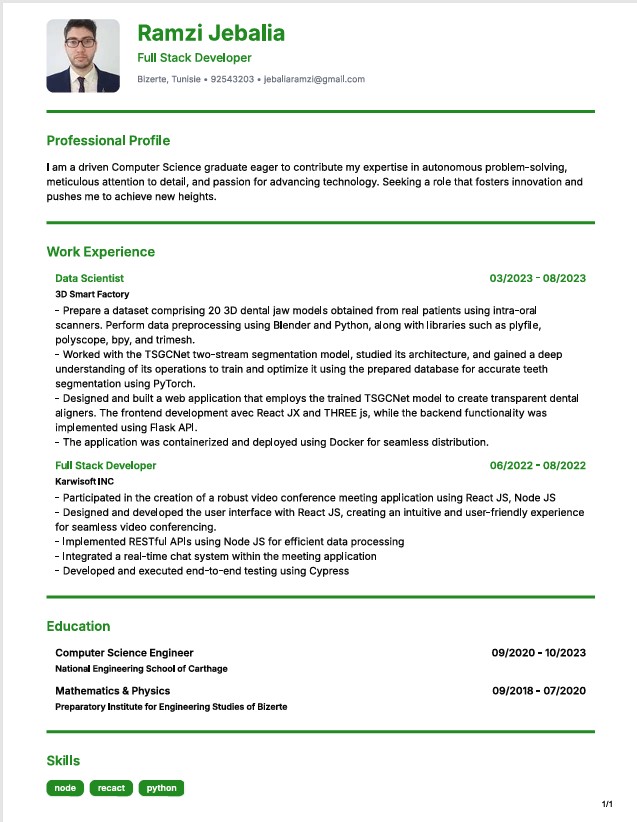 Ramzi Jebalia
Full Stack Developer
Bizerte, Tunisie • 92543203 • jebaliaramzi@gmail.com
Professional Profile
I am a driven Computer Science graduate eager to contribute my expertise in autonomous problem-solving,
meticulous attention to detail, and passion for advancing technology. Seeking a role that fosters innovation and
pushes me to achieve new heights.
Work Experience
Data Scientist 03/2023 - 08/2023
3D Smart Factory
- Prepare a dataset comprising 20 3D dental jaw models obtained from real patients using intra-oral
scanners. Perform data preprocessing using Blender and Python, along with libraries such as plyfile,
polyscope, bpy, and trimesh.
- Worked with the TSGCNet two-stream segmentation model, studied its architecture, and gained a deep
understanding of its operations to train and optimize it using the prepared database for accurate teeth
segmentation using PyTorch.
- Designed and built a web application that employs the trained TSGCNet model to create transparent dental
aligners. The frontend development avec React JX and THREE js, while the backend functionality was
implemented using Flask API.
- The application was containerized and deployed using Docker for seamless distribution.
Full Stack Developer 06/2022 - 08/2022
Karwisoft INC
- Participated in the creation of a robust video conference meeting application using React JS, Node JS
- Designed and developed the user interface with React JS, creating an intuitive and user-friendly experience
for seamless video conferencing.
- Implemented RESTful APIs using Node JS for efficient data processing
- Integrated a real-time chat system within the meeting application
- Developed and executed end-to-end testing using Cypress
Education
Computer Science Engineer 09/2020 - 10/2023
National Engineering School of Carthage
Mathematics & Physics 09/2018 - 07/2020
Preparatory Institute for Engineering Studies of Bizerte
Skills
node recact python
1/1